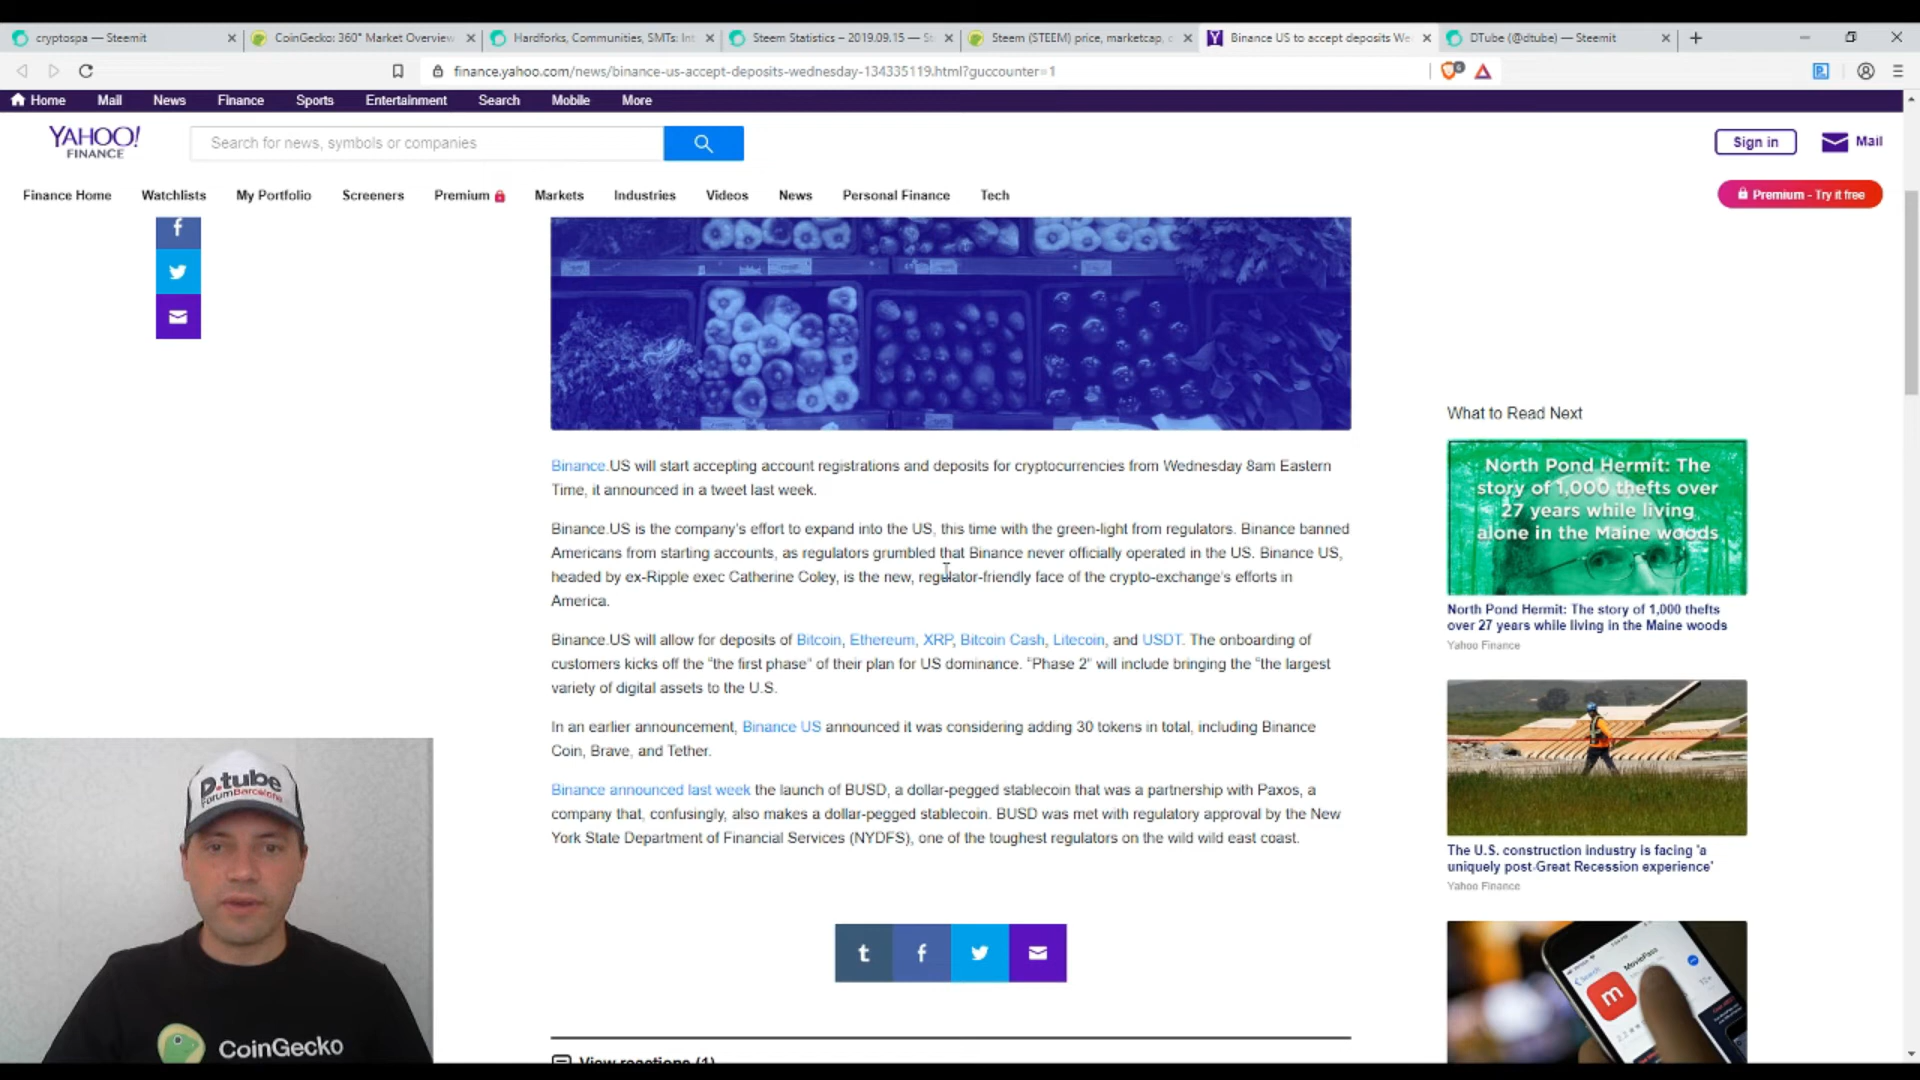 cryptospa — Steemit
CoinGecko: 360° Market Overview
Hardforks, Communities, SMTs: Int
Steem Statistics – 2019.09.15 — St
Steem (STEEM) price, marketcap, c
Binance US to accept deposits We
DTube (@dtube) — Steemit
finance.yahoo.com/news/binance-us-accept-deposits-wednesday-134335119.html?guccounter=1
Home Mail News Finance Sports Entertainment Search Mobile More
YAHOO!
FINANCE
Search for news, symbols or companies
Sign in
Mail
Finance Home Watchlists My Portfolio Screeners Premium Markets Industries Videos News Personal Finance Tech
Premium - Try it free
Binance.US will start accepting account registrations and deposits for cryptocurrencies from Wednesday 8am Eastern
Time, it announced in a tweet last week.
Binance.US is the company's effort to expand into the US, this time with the green-light from regulators. Binance banned
Americans from starting accounts, as regulators grumbled that Binance never officially operated in the US. Binance US,
headed by ex-Ripple exec Catherine Coley, is the new, regulator-friendly face of the crypto-exchange's efforts in
America.
Binance.US will allow for deposits of Bitcoin, Ethereum, XRP, Bitcoin Cash, Litecoin, and USDT. The onboarding of
customers kicks off the "the first phase" of their plan for US dominance. "Phase 2" will include bringing the "the largest
variety of digital assets to the U.S.
In an earlier announcement, Binance US announced it was considering adding 30 tokens in total, including Binance
Coin, Brave, and Tether.
Binance announced last week the launch of BUSD, a dollar-pegged stablecoin that was a partnership with Paxos, a
company that, confusingly, also makes a dollar-pegged stablecoin. BUSD was met with regulatory approval by the New
York State Department of Financial Services (NYDFS), one of the toughest regulators on the wild wild east coast.
View reactions (1)
What to Read Next
North Pond Hermit: The
story of 1,000 thefts over
27 years while living
alone in the Maine woods
North Pond Hermit: The story of 1,000 thefts
over 27 years while living in the Maine woods
Yahoo Finance
The U.S. construction industry is facing 'a
uniquely post-Great Recession experience'
Yahoo Finance
MoviePass
D.tube
ForumBarcelona
CoinGecko